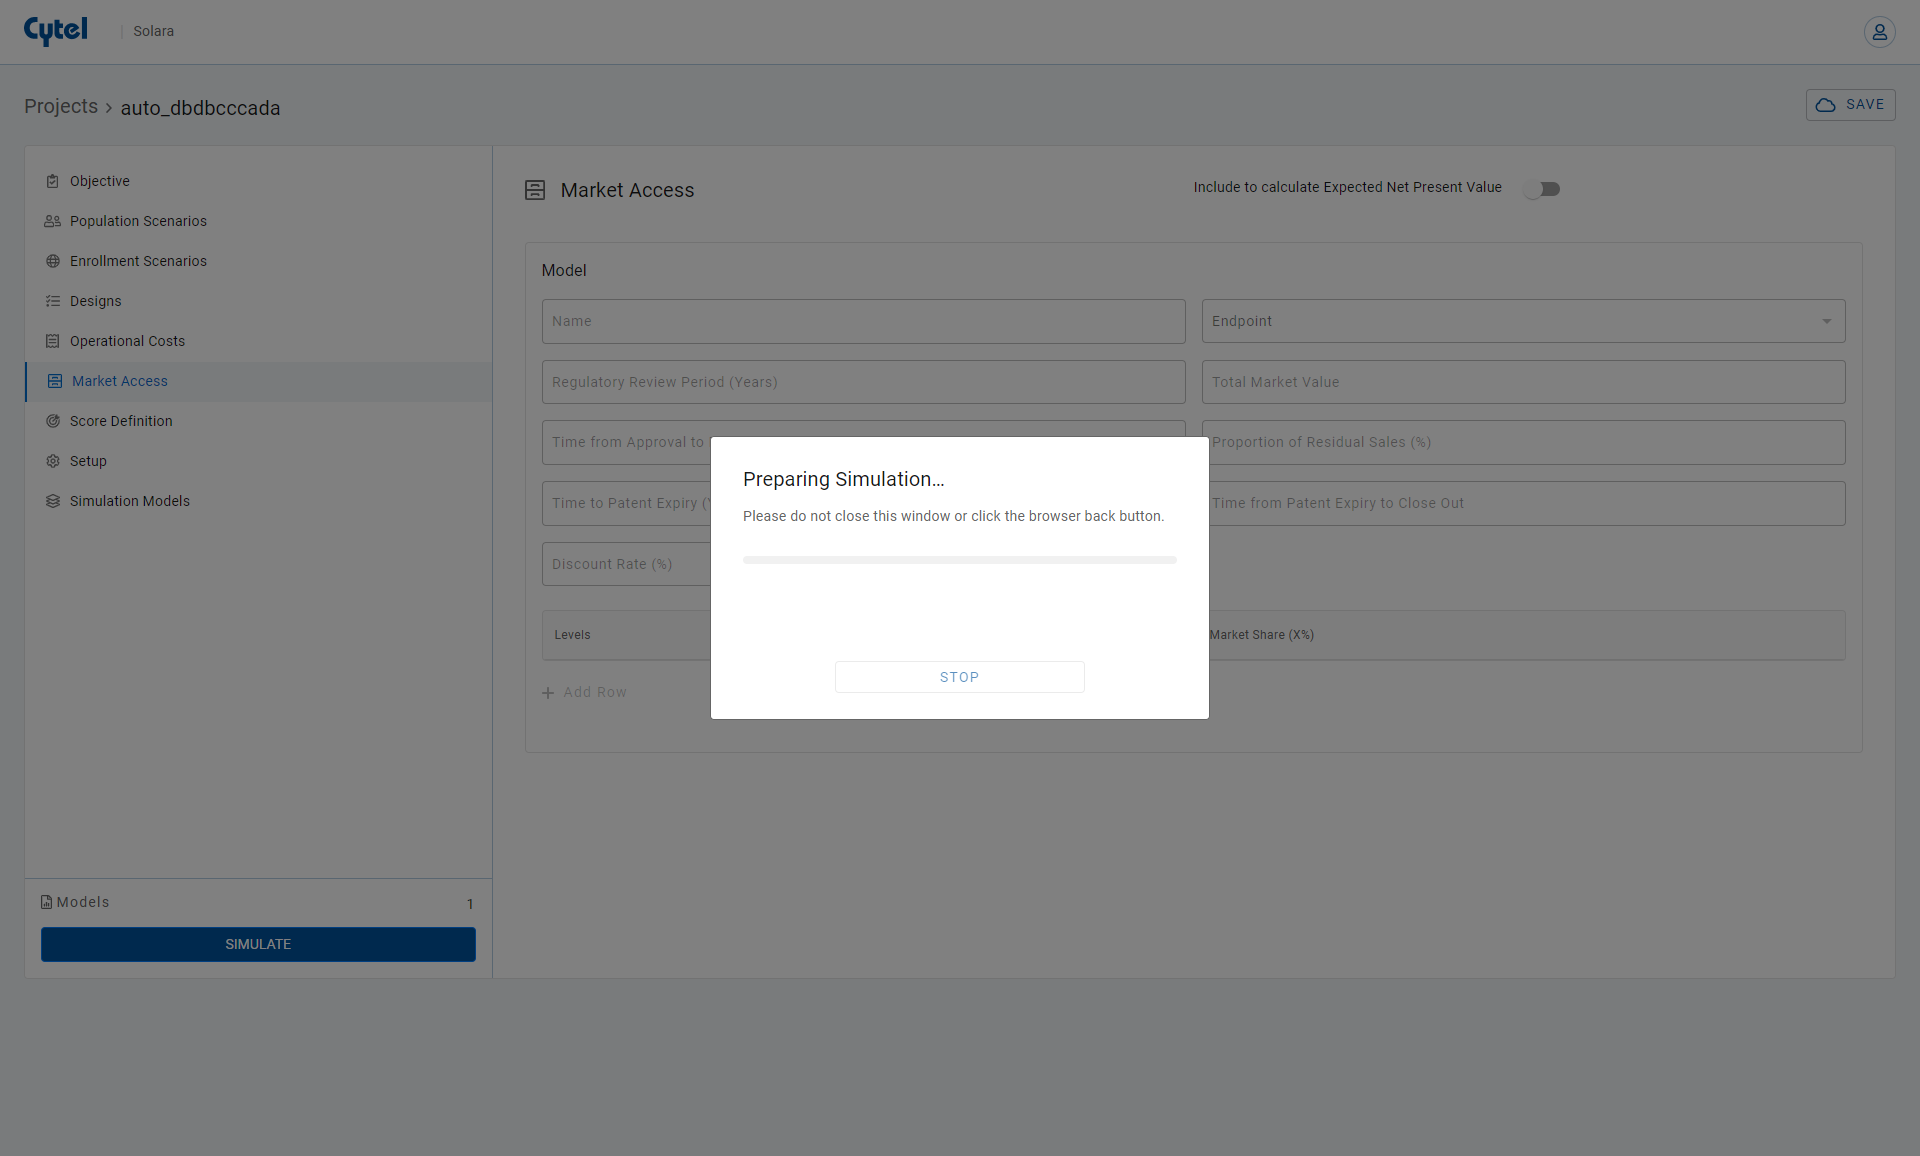 Cytel
Solara
Projects › auto_dbdbcccada
SAVE
Objective
Population Scenarios
Enrollment Scenarios
Designs
Operational Costs
Market Access
Score Definition
Setup
Simulation Models
Models
1
SIMULATE
Market Access
Include to calculate Expected Net Present Value
Model
Name
Endpoint
Regulatory Review Period (Years)
Total Market Value
Time from Approval to
Proportion of Residual Sales (%)
Time to Patent Expiry (
Time from Patent Expiry to Close Out
Discount Rate (%)
Levels
Market Share (X%)
Add Row
Preparing Simulation...
Please do not close this window or click the browser back button.
STOP